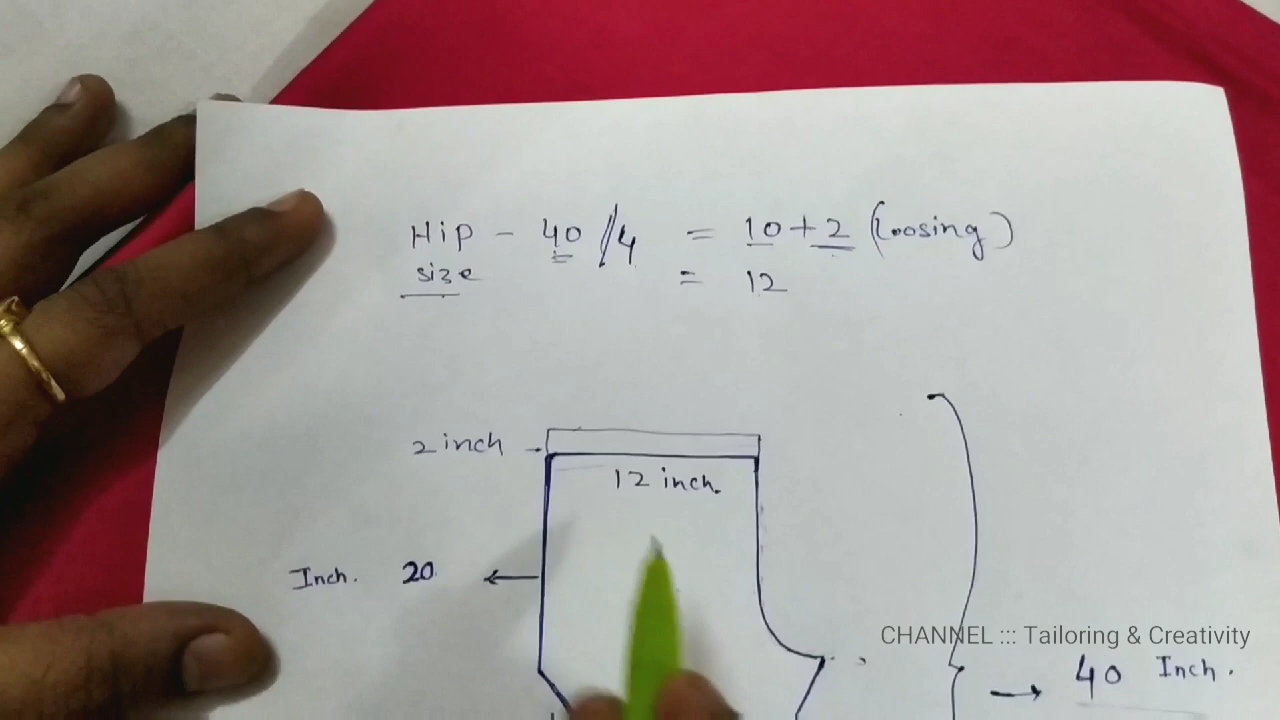 Hip - 40 / 4 = 10 + 2 (Loosing)
size = 12
2 inch
12 inch.
Inch. 20
CHANNEL ::: Tailoring & Creativity
→ 40 Inch.